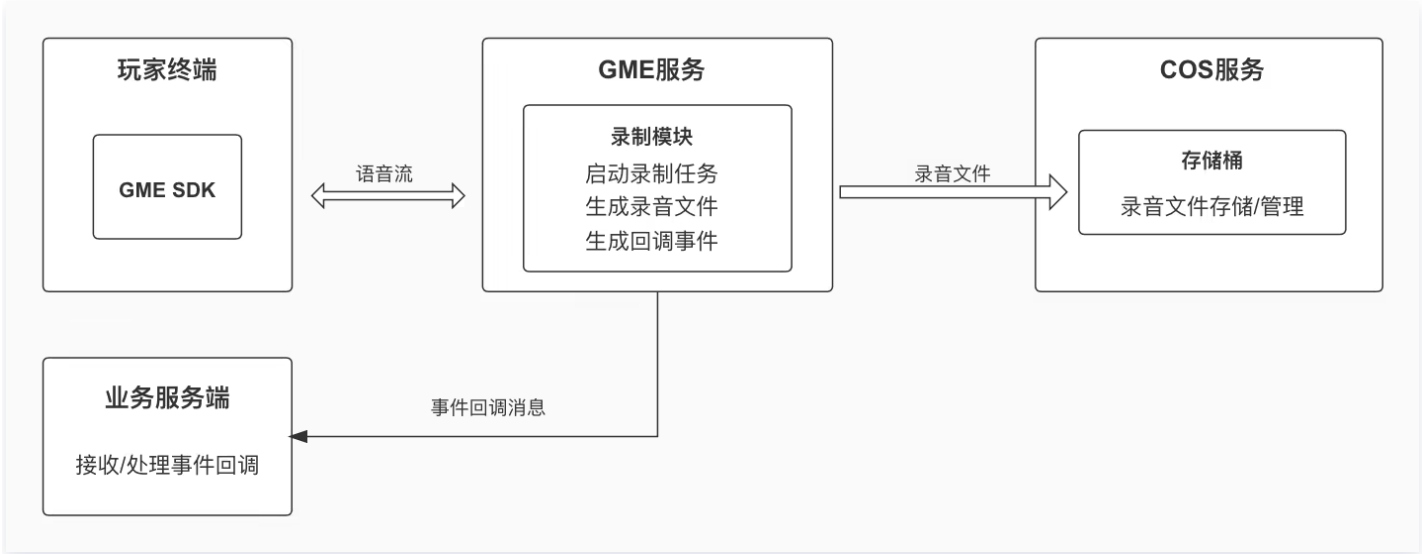 玩家终端
GME SDK
语音流
GME服务
录制模块
启动录制任务
生成录音文件
生成回调事件
录音文件
COS服务
存储桶
录音文件存储/管理
业务服务端
接收/处理事件回调
事件回调消息